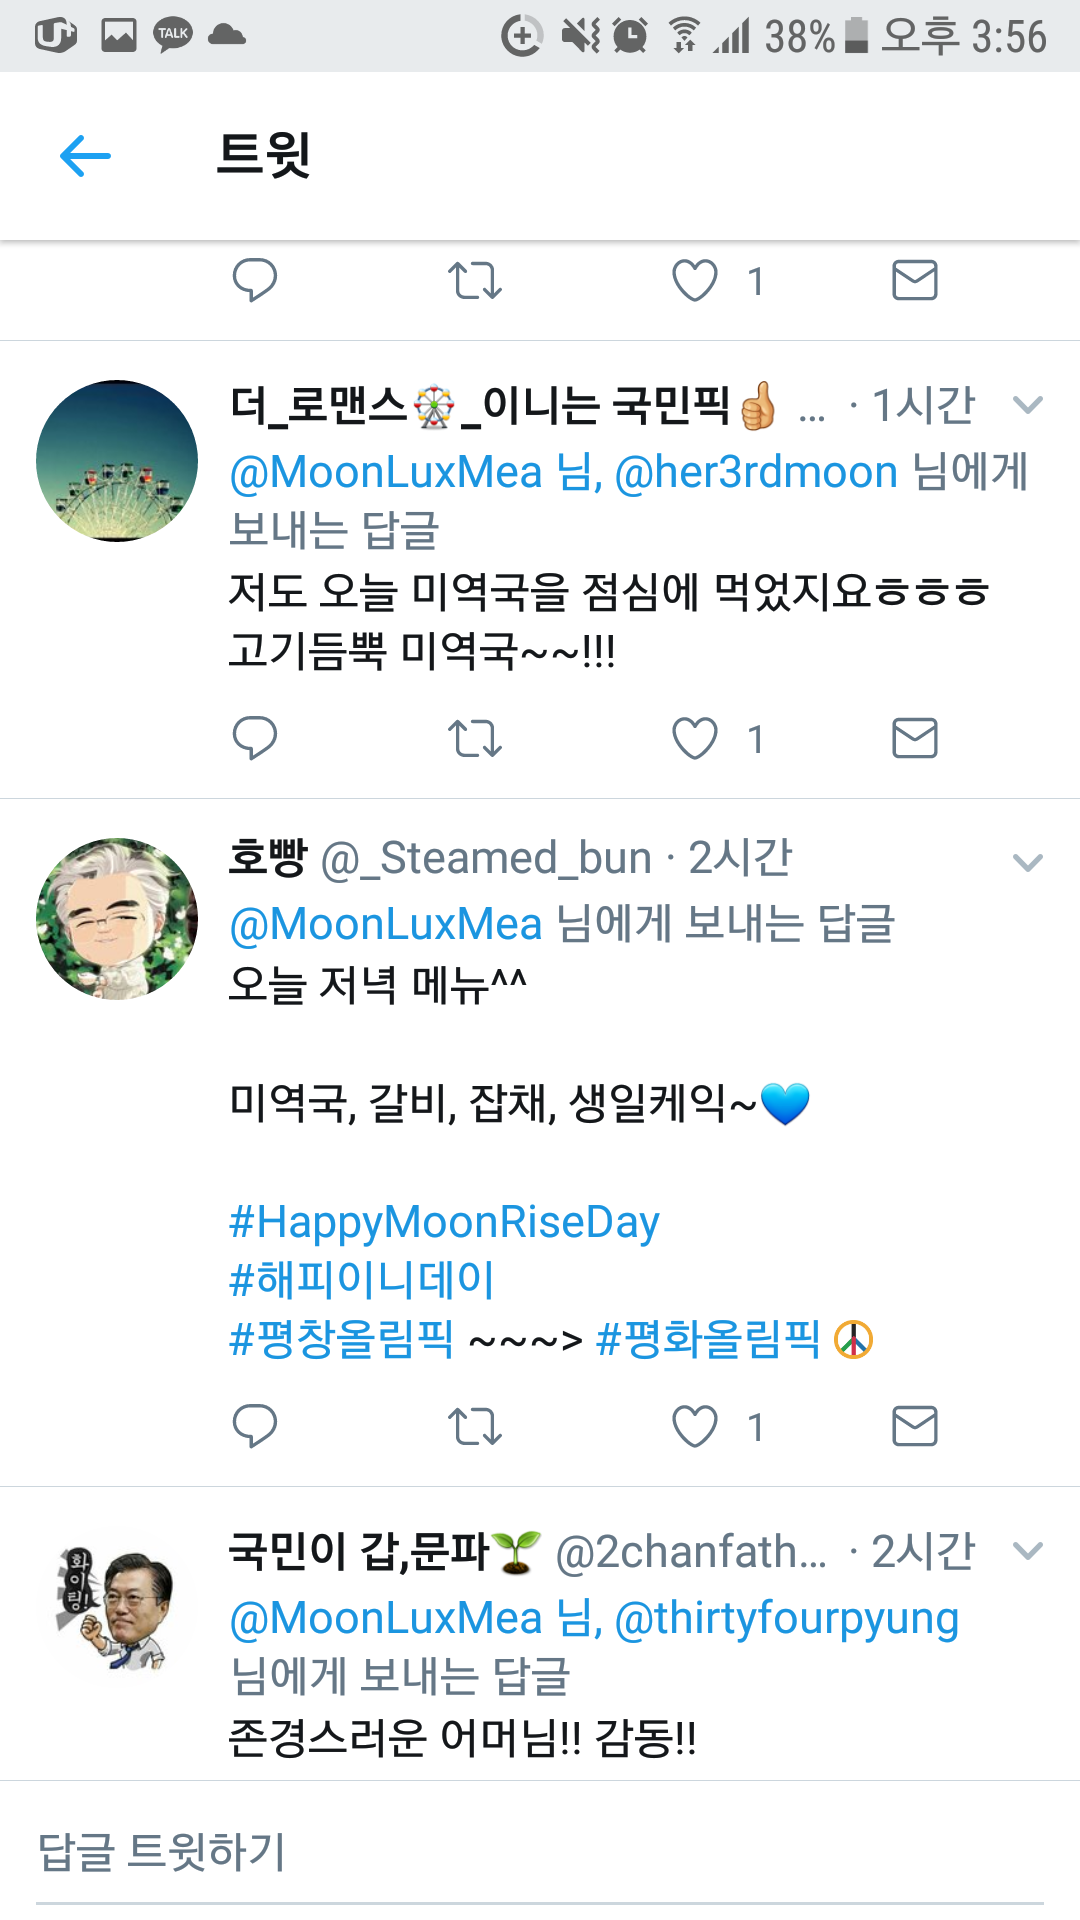 TALK 38% 오후 3:56
트윗
1
더_로맨스🎡_이니는 국민픽👍 ... · 1시간
@MoonLuxMea 님, @her3rdmoon 님에게
보내는 답글
저도 오늘 미역국을 점심에 먹었지요ㅎㅎㅎ
고기듬뿍 미역국~~!!!
1
호빵 @_Steamed_bun · 2시간
@MoonLuxMea 님에게 보내는 답글
오늘 저녁 메뉴^^
미역국, 갈비, 잡채, 생일케익~💙
#HappyMoonRiseDay
#해피이니데이
#평창올림픽 ~~~> #평화올림픽
1
화이링!
국민이 갑,문파🌱 @2chanfath... · 2시간
@MoonLuxMea 님, @thirtyfourpyung
님에게 보내는 답글
존경스러운 어머님!! 감동!!
답글 트윗하기